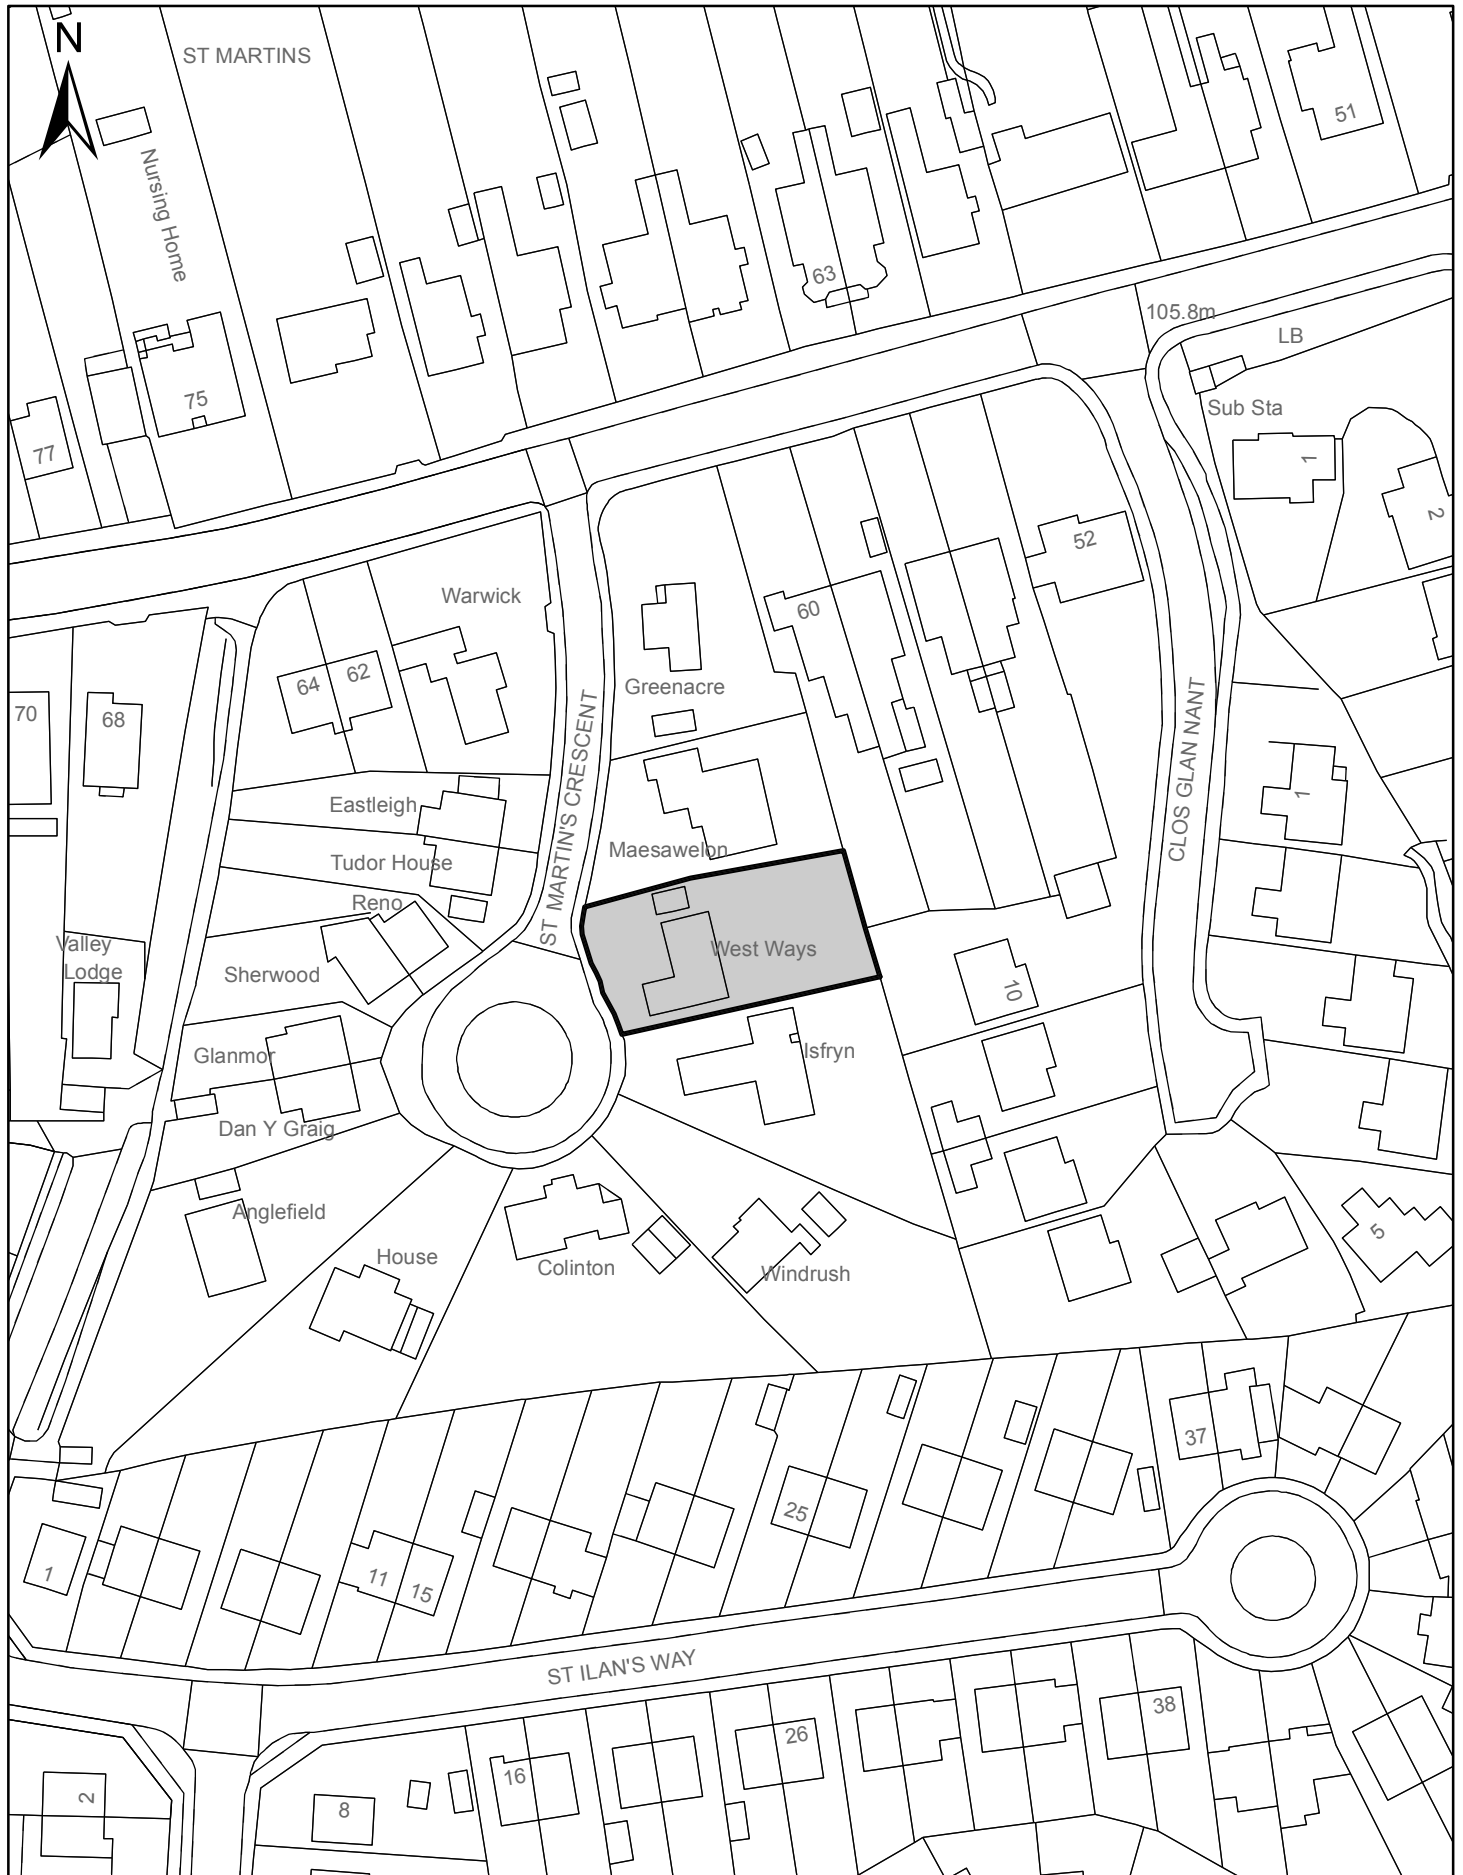 N
ST MARTINS
Nursing Home
51
63
105.8m
LB
75
Sub Sta
77
1
2
52
Warwick
60
64
62
Greenacre
70
68
ST MARTIN'S CRESCENT
CLOS GLAN NANT
1
Eastleigh
Maesawelon
Tudor House
Reno
Valley
Lodge
West Ways
Sherwood
10
Glanmor
Isfryn
Dan Y Graig
Anglefield
5
House
Colinton
Windrush
37
25
1
11
15
ST ILAN'S WAY
38
26
16
2
8